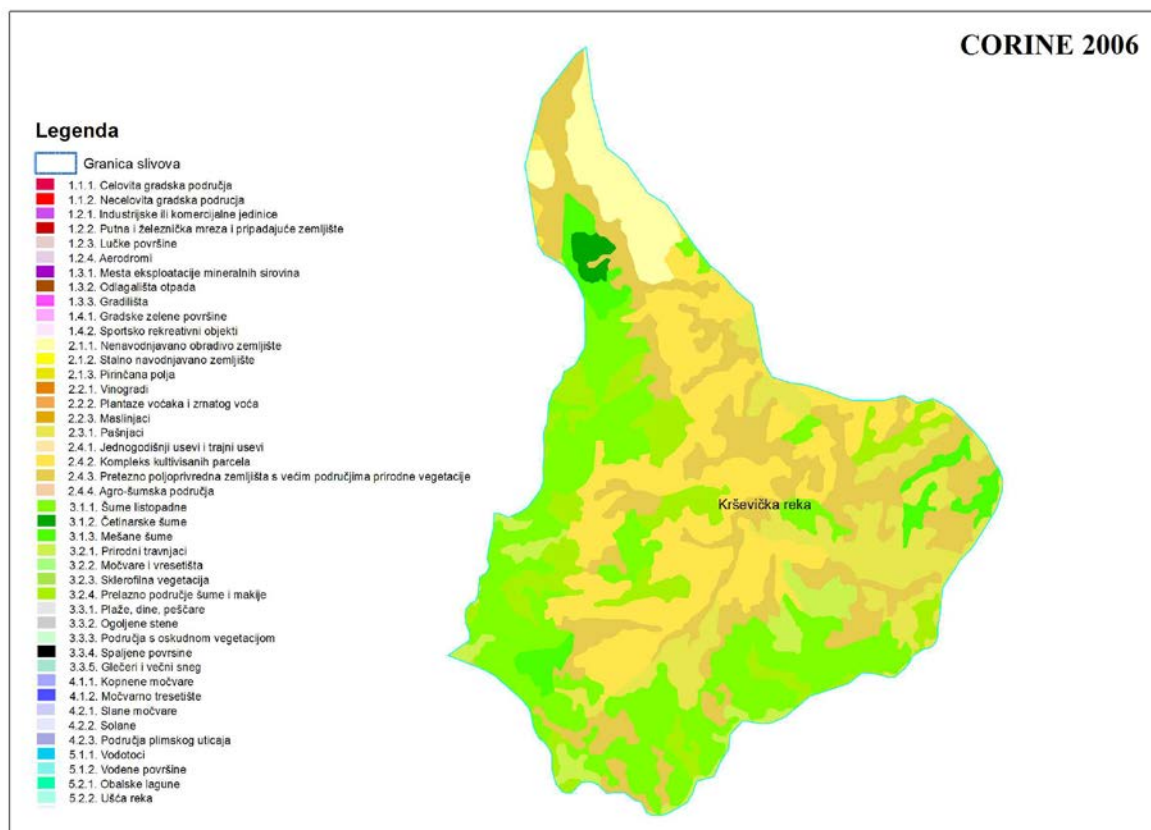 CORINE 2006
Legenda
Granica slivova
1.1.1. Celovita gradska područja
1.1.2. Necelovita gradska podrucja
1.2.1. Industrijske ili komercijalne jedinice
1.2.2. Putna i železnička mreza i pripadajuće zemljište
1.2.3. Lučke površine
1.2.4. Aerodromi
1.3.1. Mesta eksploatacije mineralnih sirovina
1.3.2. Odlagališta otpada
1.3.3. Gradilišta
1.4.1. Gradske zelene površine
1.4.2. Sportsko rekreativni objekti
2.1.1. Nenavodnjavano obradivo zemljište
2.1.2. Stalno navodnjavano zemljište
2.1.3. Pirinčana polja
2.2.1. Vinogradi
2.2.2. Plantaze voćaka i zrnatog voća
2.2.3. Maslinjaci
2.3.1. Pašnjaci
2.4.1. Jednogodišnji usevi i trajni usevi
2.4.2. Kompleks kultivisanih parcela
2.4.3. Pretezno poljoprivredna zemljišta s većim područjima prirodne vegetacije
2.4.4. Agro-šumska područja
3.1.1. Šume listopadne
3.1.2. Četinarske šume
3.1.3. Mešane šume
3.2.1. Prirodni travnjaci
3.2.2. Močvare i vresetišta
3.2.3. Sklerofilna vegetacija
3.2.4. Prelazno područje šume i makije
3.3.1. Plaže, dine, peščare
3.3.2. Ogoljene stene
3.3.3. Područja s oskudnom vegetacijom
3.3.4. Spaljene povrsine
3.3.5. Glečeri i večni sneg
4.1.1. Kopnene močvare
4.1.2. Močvarno tresetište
4.2.1. Slane močvare
4.2.2. Solane
4.2.3. Područja plimskog uticaja
5.1.1. Vodotoci
5.1.2. Vodene površine
5.2.1. Obalske lagune
5.2.2. Ušća reka
Krševička reka